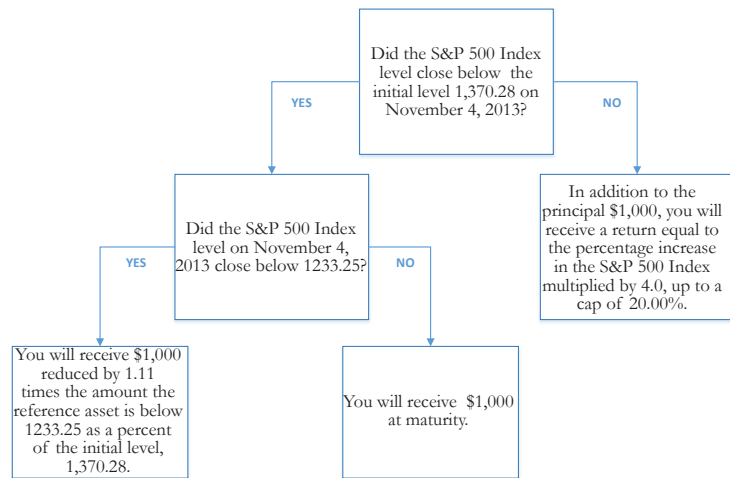 Did the S&P 500 Index
level close below the
initial level 1,370.28 on
November 4, 2013?
YES
NO
Did the S&P 500 Index
level on November 4,
2013 close below 1233.25?
In addition to the
principal $1,000, you will
receive a return equal to
the percentage increase
in the S&P 500 Index
multiplied by 4.0, up to a
cap of 20.00%.
YES
NO
You will receive $1,000
reduced by 1.11
times the amount the
reference asset is below
1233.25 as a percent
of the initial level,
1,370.28.
You will receive $1,000
at maturity.